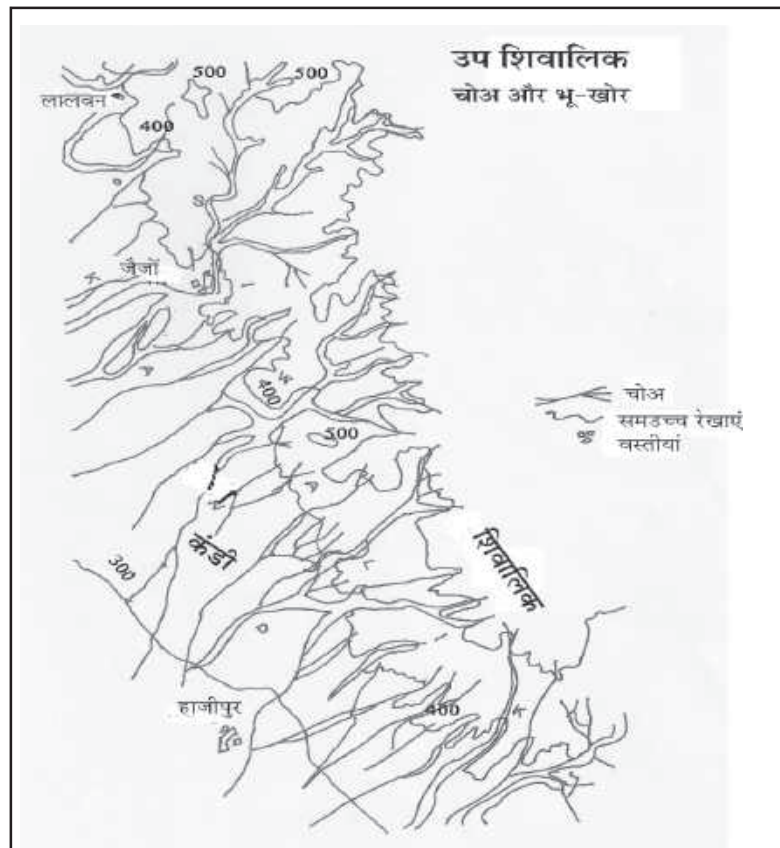 उप शिवालिक
चोअ और भू-खोर
500
500
लालवन
400
S
जैजों
K
I
A
400
W
500
A
कंडी
300
L
शिवालिक
I
हाजीपुर
400
K
चोअ
समउच्च रेखाएं
वस्तीयां